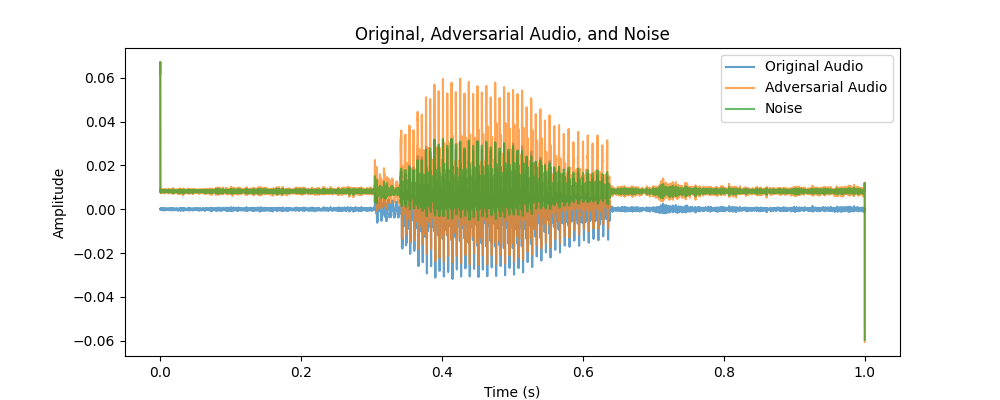 Original, Adversarial Audio, and Noise
Original Audio
Adversarial Audio
Noise
0.06
0.04
0.02
0.00
−0.02
−0.04
−0.06
Amplitude
0.0 0.2 0.4 0.6 0.8 1.0
Time (s)